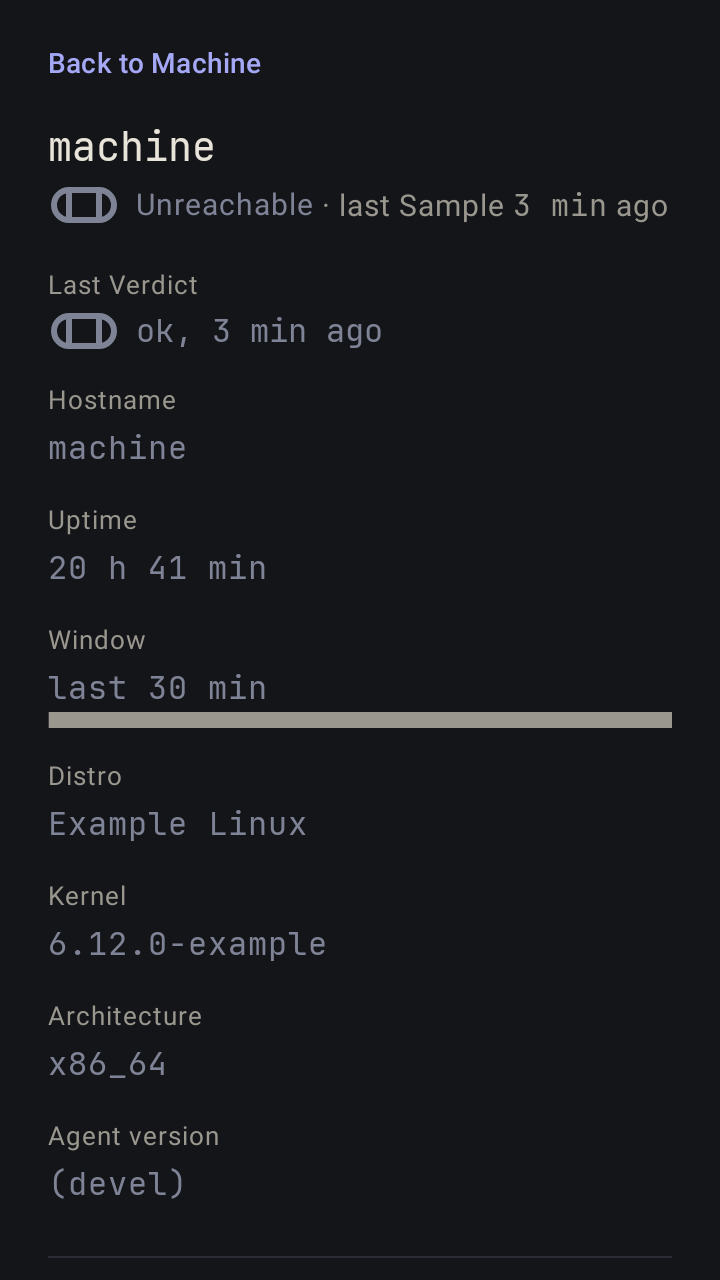 Back to Machine
machine
Unreachable · last Sample 3 min ago
Last Verdict
ok, 3 min ago
Hostname
machine
Uptime
20 h 41 min
Window
last 30 min
Distro
Example Linux
Kernel
6.12.0-example
Architecture
x86_64
Agent version
(devel)